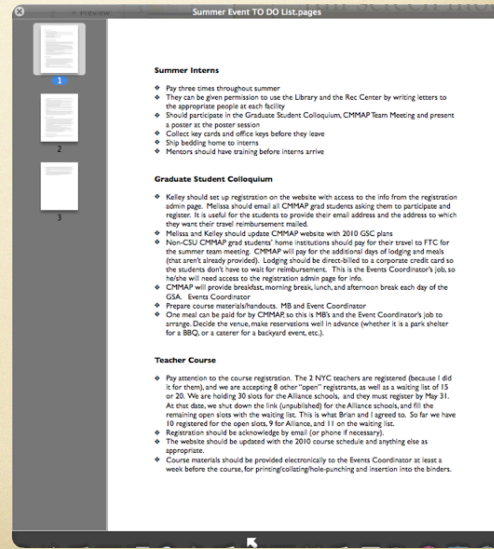 Summer Event TO DO List.pages
1
2
3
Summer Interns
❖ Pay three times throughout summer
❖ They can be given permission to use the Library and the Rec Center by writing letters to
the appropriate people at each facility
❖ Should participate in the Graduate Student Colloquium, CMMAP Team Meeting and present
a poster at the poster session
❖ Collect key cards and office keys before they leave
❖ Ship bedding home to interns
❖ Mentors should have training before interns arrive
Graduate Student Colloquium
❖ Kelley should set up registration on the website with access to the info from the registration
admin page. Melissa should email all CMMAP grad students asking them to participate and
register. It is useful for the students to provide their email address and the address to which
they want their travel reimbursement mailed.
❖ Melissa and Kelley should update CMMAP website with 2010 GSC plans
❖ Non-CSU CMMAP grad students' home institutions should pay for their travel to FTC for
the summer team meeting. CMMAP will pay for the additional days of lodging and meals
(that aren't already provided). Lodging should be direct-billed to a corporate credit card so
the students don't have to wait for reimbursement. This is the Events Coordinator's job, so
he/she will need access to the registration admin page for info.
❖ CMMAP will provide breakfast, morning break, lunch, and afternoon break each day of the
GSA. Events Coordinator
❖ Prepare course materials/handouts. MB and Event Coordinator
❖ One meal can be paid for by CMMAP, so this is MB's and the Event Coordinator's job to
arrange. Decide the venue, make reservations well in advance (whether it is a park shelter
for a BBQ, or a caterer for a backyard event, etc.).
Teacher Course
❖ Pay attention to the course registration. The 2 NYC teachers are registered (because I did
it for them), and we are accepting 8 other "open" registrants, as well as a waiting list of 15
or 20. We are holding 30 slots for the Alliance schools, and they must register by May 31.
At that date, we shut down the link (unpublished) for the Alliance schools, and fill the
remaining open slots with the waiting list. This is what Brian and I agreed to. So far we have
10 registered for the open slots, 9 for Alliance, and 11 on the waiting list.
❖ Registration should be acknowledge by email (or phone if necessary).
❖ The website should be updated with the 2010 course schedule and anything else as
appropriate.
❖ Course materials should be provided electronically to the Events Coordinator at least a
week before the course, for printing/collating/hole-punching and insertion into the binders.